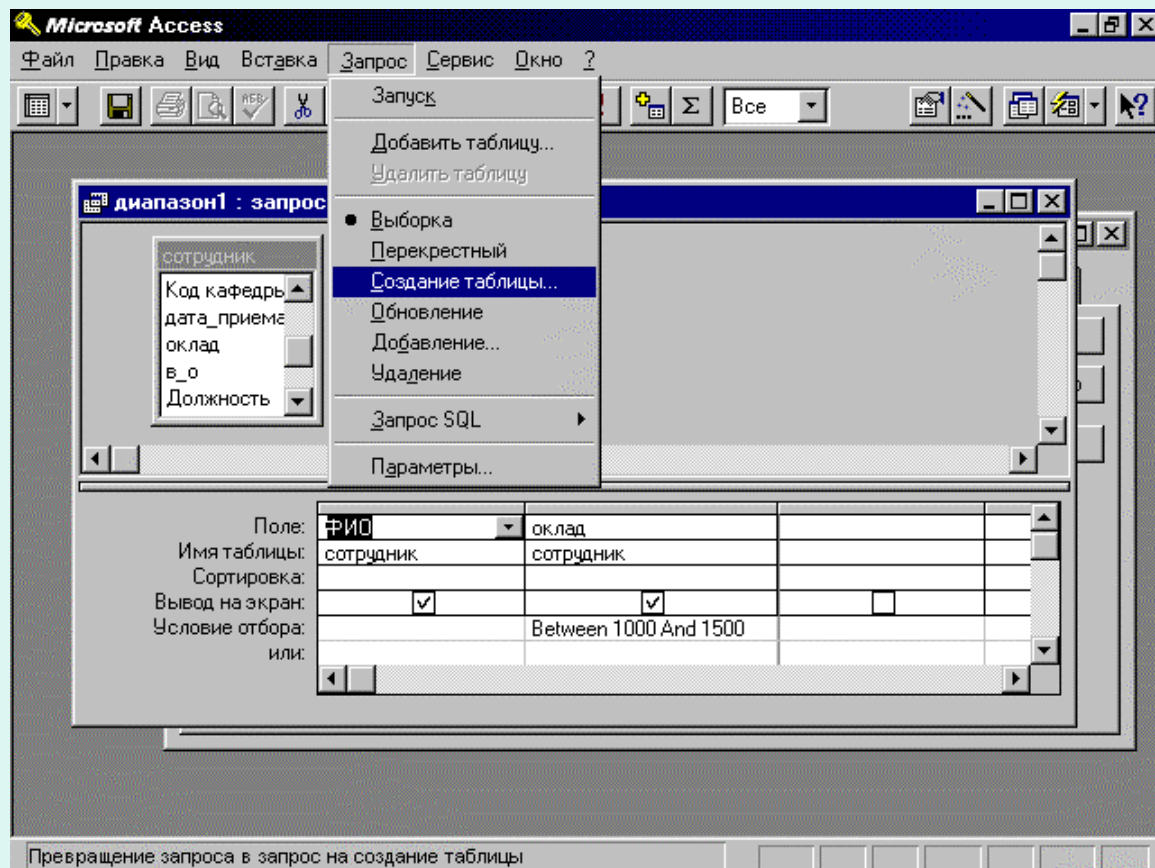 Microsoft Access
Файл Правка Вид Вставка Запрос Сервис Окно ?
Все
Запуск
Добавить таблицу...
Удалить таблицу
Выборка
Перекрестный
Создание таблицы...
Обновление
Добавление...
Удаление
Запрос SQL
Параметры...
диапазон1 : запрос
сотрудник
Код кафедры
дата_приема
оклад
в_о
Должность
Поле: ФИО оклад
Имя таблицы: сотрудник сотрудник
Сортировка:
Вывод на экран:
Условие отбора: Between 1000 And 1500
или:
Превращение запроса в запрос на создание таблицы